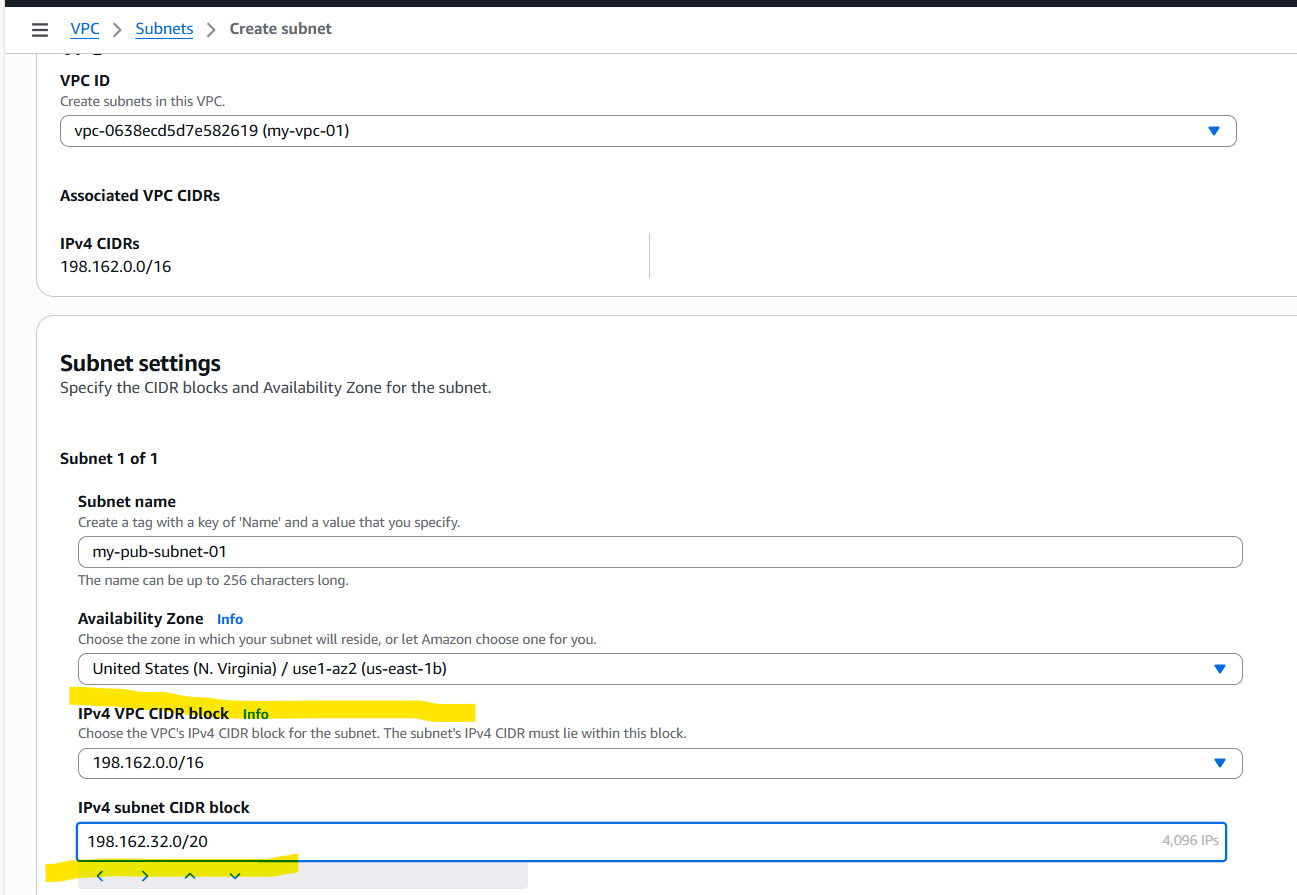 VPC > Subnets > Create subnet
VPC ID
Create subnets in this VPC.
vpc-0638ecd5d7e582619 (my-vpc-01)
Associated VPC CIDRs
IPv4 CIDRs
198.162.0.0/16
Subnet settings
Specify the CIDR blocks and Availability Zone for the subnet.
Subnet 1 of 1
Subnet name
Create a tag with a key of 'Name' and a value that you specify.
my-pub-subnet-01
The name can be up to 256 characters long.
Availability Zone Info
Choose the zone in which your subnet will reside, or let Amazon choose one for you.
United States (N. Virginia) / use1-az2 (us-east-1b)
IPv4 VPC CIDR block Info
Choose the VPC's IPv4 CIDR block for the subnet. The subnet's IPv4 CIDR must lie within this block.
198.162.0.0/16
IPv4 subnet CIDR block
198.162.32.0/20 4,096 IPs